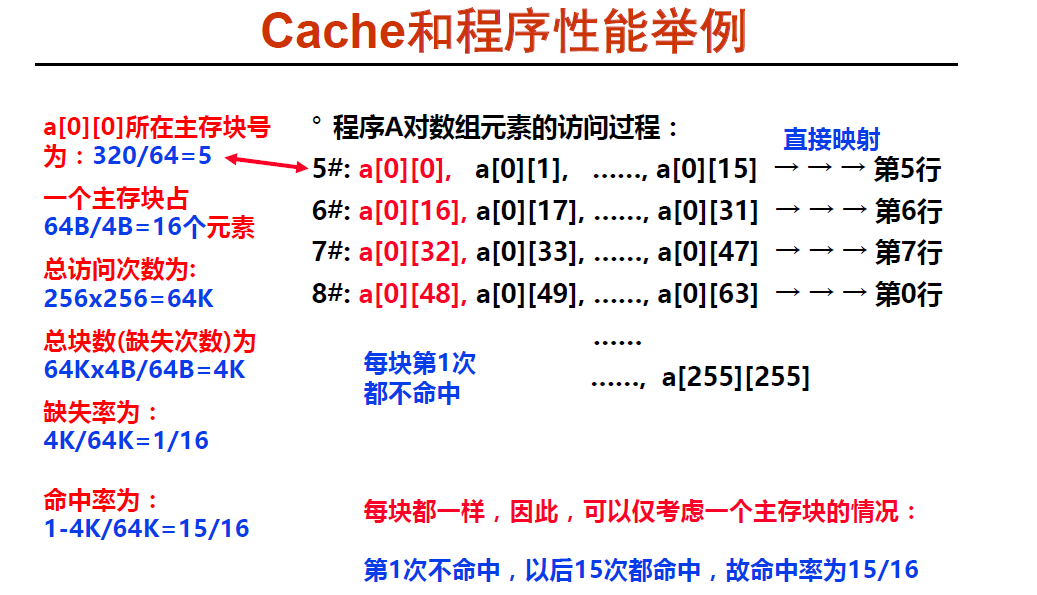 Cache和程序性能举例
a[0][0]所在主存块号
为：320/64=5
一个主存块占
64B/4B=16个元素
总访问次数为:
256x256=64K
总块数(缺失次数)为
64Kx4B/64B=4K
缺失率为：
4K/64K=1/16
命中率为：
1-4K/64K=15/16
° 程序A对数组元素的访问过程：
直接映射
5#: a[0][0], a[0][1], ……, a[0][15] →→→ 第5行
6#: a[0][16], a[0][17], ……, a[0][31] →→→ 第6行
7#: a[0][32], a[0][33], ……, a[0][47] →→→ 第7行
8#: a[0][48], a[0][49], ……, a[0][63] →→→ 第0行
……
……, a[255][255]
每块第1次
都不命中
每块都一样，因此，可以仅考虑一个主存块的情况：
第1次不命中，以后15次都命中，故命中率为15/16